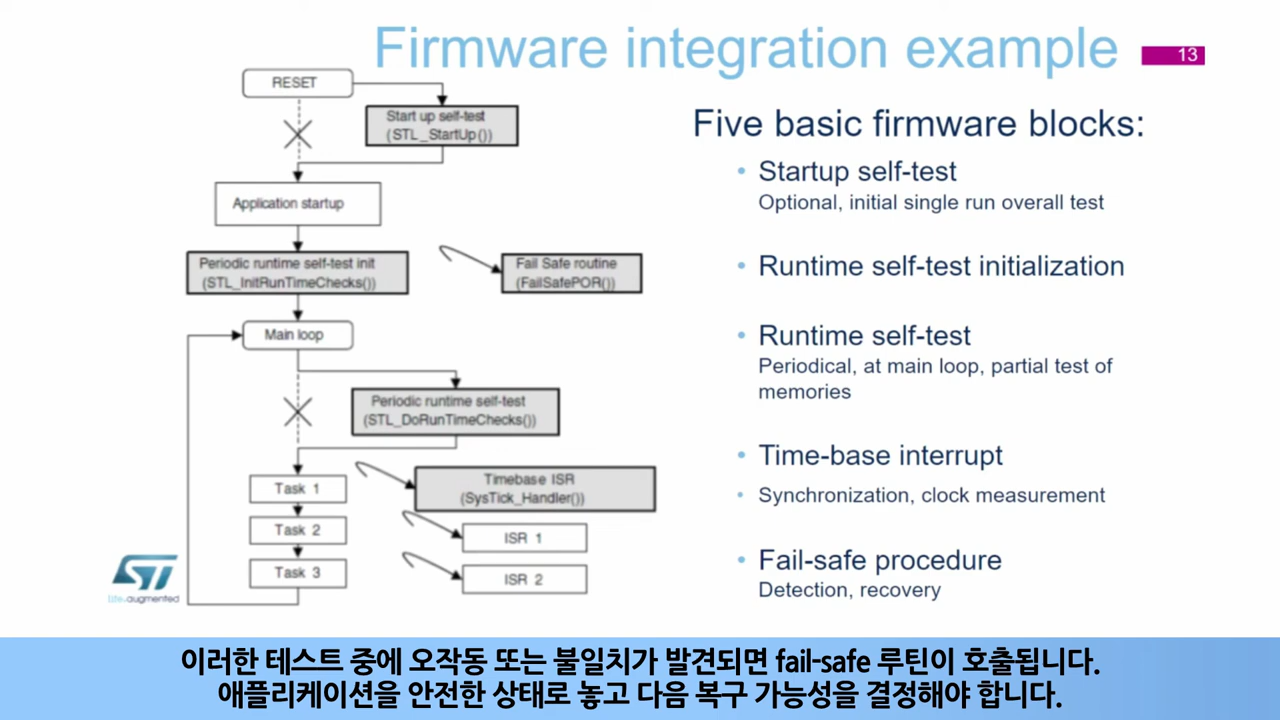 Firmware integration example
13
RESET
Start up self-test
(STL_StartUp())
Application startup
Periodic runtime self-test init
(STL_InitRunTimeChecks())
Fail Safe routine
(FailSafePOR())
Main loop
Periodic runtime self-test
(STL_DoRunTimeChecks())
Timebase ISR
(SysTick_Handler())
Task 1
Task 2
Task 3
ISR 1
ISR 2
Five basic firmware blocks:
• Startup self-test
Optional, initial single run overall test
• Runtime self-test initialization
• Runtime self-test
Periodical, at main loop, partial test of
memories
• Time-base interrupt
• Synchronization, clock measurement
• Fail-safe procedure
Detection, recovery
ST
life.augmented
이러한 테스트 중에 오작동 또는 불일치가 발견되면 fail-safe 루틴이 호출됩니다.
애플리케이션을 안전한 상태로 놓고 다음 복구 가능성을 결정해야 합니다.